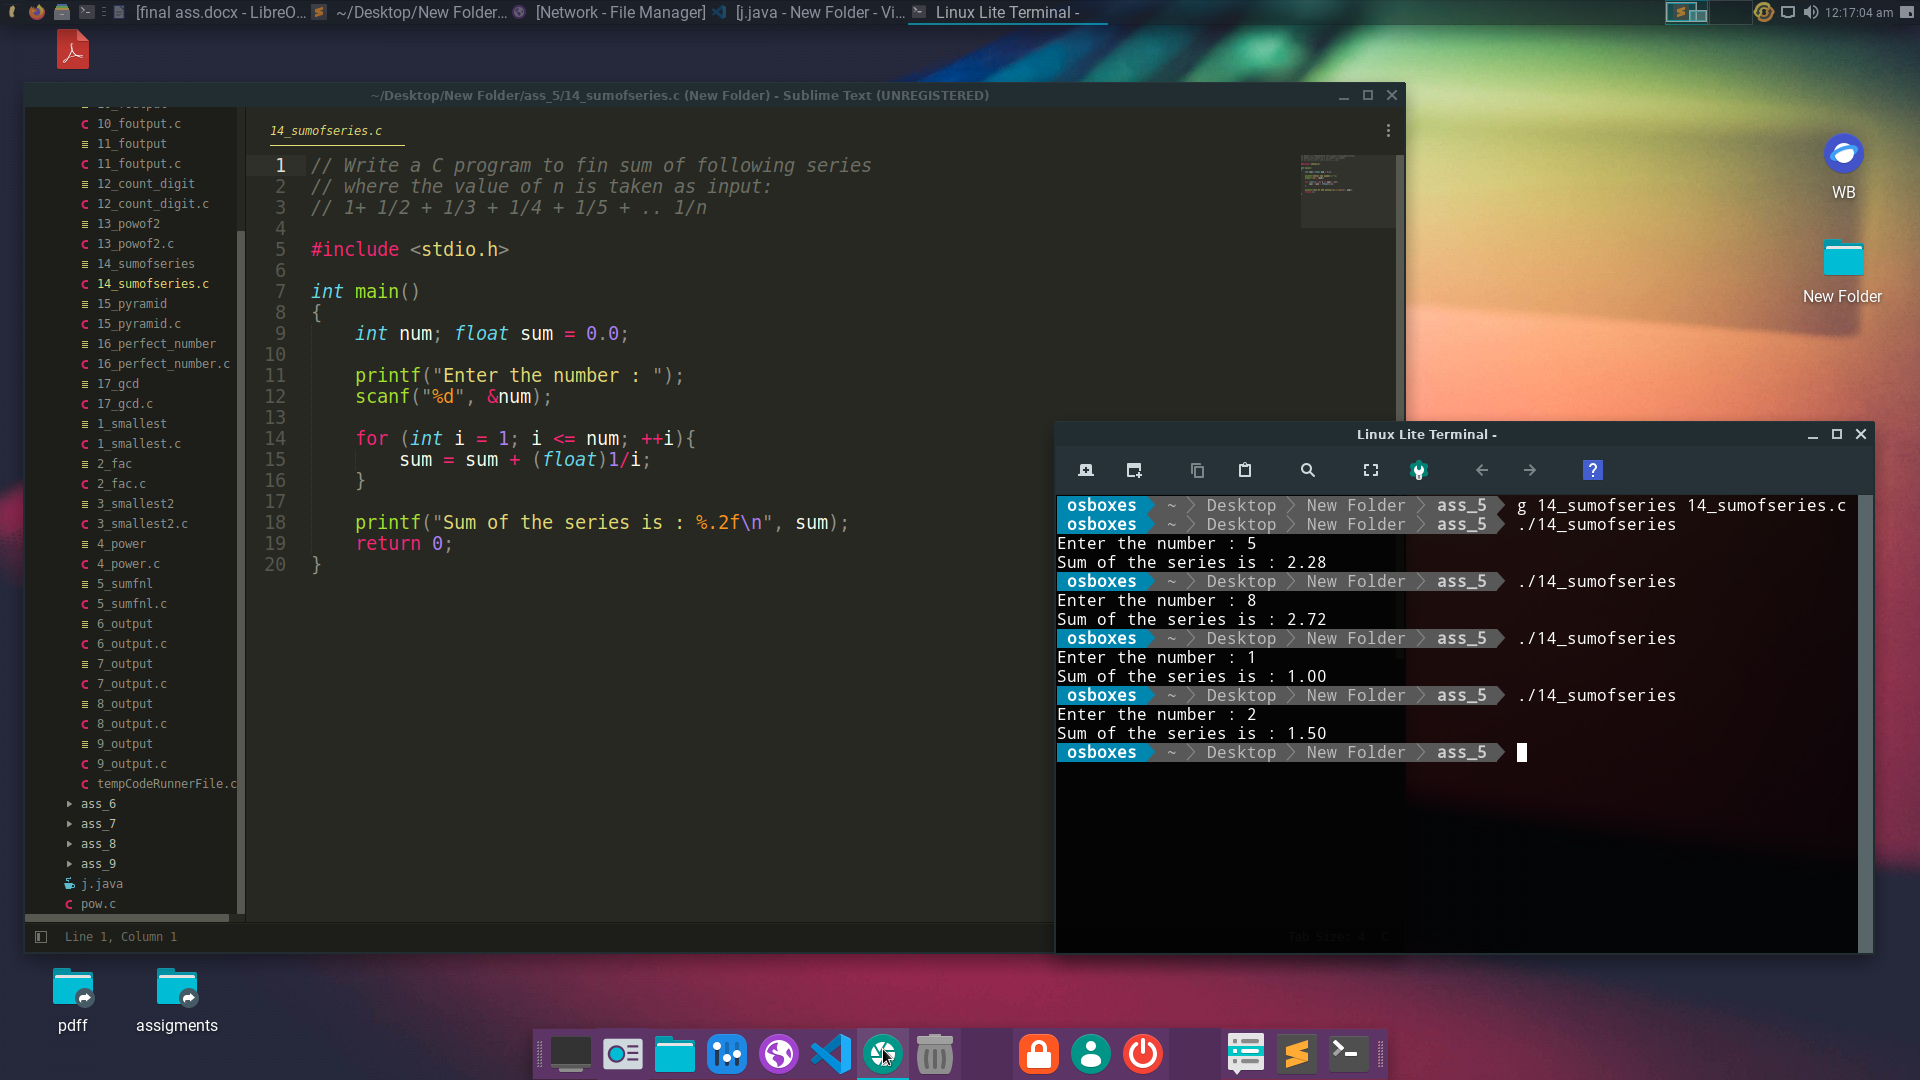 [final ass.docx - LibreO... ~/Desktop/New Folder... [Network - File Manager] [j.java - New Folder - Vi... Linux Lite Terminal - 12:17:04 am
~/Desktop/New Folder/ass_5/14_sumofseries.c (New Folder) - Sublime Text (UNREGISTERED)
10_foutput.c
11_foutput
11_foutput.c
12_count_digit
12_count_digit.c
13_powof2
13_powof2.c
14_sumofseries
14_sumofseries.c
15_pyramid
15_pyramid.c
16_perfect_number
16_perfect_number.c
17_gcd
17_gcd.c
1_smallest
1_smallest.c
2_fac
2_fac.c
3_smallest2
3_smallest2.c
4_power
4_power.c
5_sumfnl
5_sumfnl.c
6_output
6_output.c
7_output
7_output.c
8_output
8_output.c
9_output
9_output.c
tempCodeRunnerFile.c
ass_6
ass_7
ass_8
ass_9
j.java
pow.c
14_sumofseries.c
1 // Write a C program to fin sum of following series
2 // where the value of n is taken as input:
3 // 1+ 1/2 + 1/3 + 1/4 + 1/5 + .. 1/n
4
5 #include <stdio.h>
6
7 int main()
8 {
9 int num; float sum = 0.0;
10
11 printf("Enter the number : ");
12 scanf("%d", &num);
13
14 for (int i = 1; i <= num; ++i){
15 sum = sum + (float)1/i;
16 }
17
18 printf("Sum of the series is : %.2f\n", sum);
19 return 0;
20 }
Line 1, Column 1
Tab Size: 4 C
Linux Lite Terminal -
?
osboxes ~ Desktop New Folder ass_5 g 14_sumofseries 14_sumofseries.c
osboxes ~ Desktop New Folder ass_5 ./14_sumofseries
Enter the number : 5
Sum of the series is : 2.28
osboxes ~ Desktop New Folder ass_5 ./14_sumofseries
Enter the number : 8
Sum of the series is : 2.72
osboxes ~ Desktop New Folder ass_5 ./14_sumofseries
Enter the number : 1
Sum of the series is : 1.00
osboxes ~ Desktop New Folder ass_5 ./14_sumofseries
Enter the number : 2
Sum of the series is : 1.50
osboxes ~ Desktop New Folder ass_5
WB
New Folder
pdff
assigments